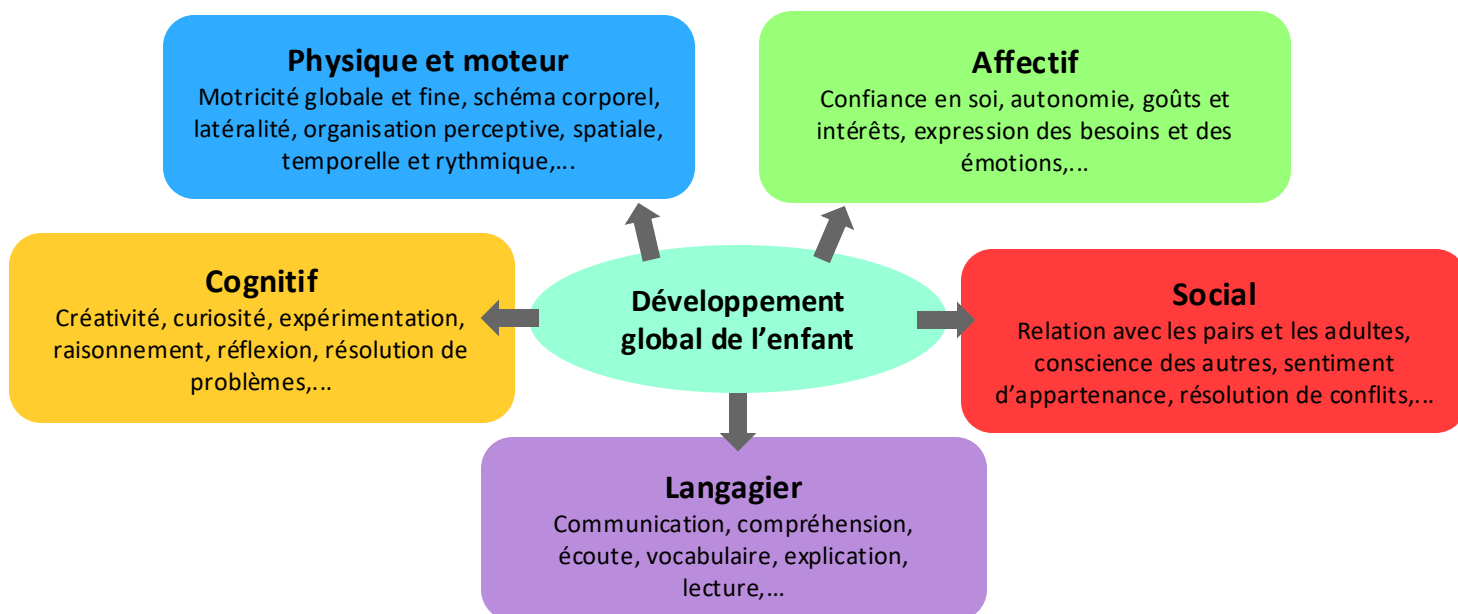 Physique et moteur
Motricité globale et fine, schéma corporel,
latéralité, organisation perceptive, spatiale,
temporelle et rythmique,...
Affectif
Confiance en soi, autonomie, goûts et
intérêts, expression des besoins et des
émotions,...
Cognitif
Créativité, curiosité, expérimentation,
raisonnement, réflexion, résolution de
problèmes,...
Développement
global de l’enfant
Social
Relation avec les pairs et les adultes,
conscience des autres, sentiment
d’appartenance, résolution de conflits,...
Langagier
Communication, compréhension,
écoute, vocabulaire, explication,
lecture,...